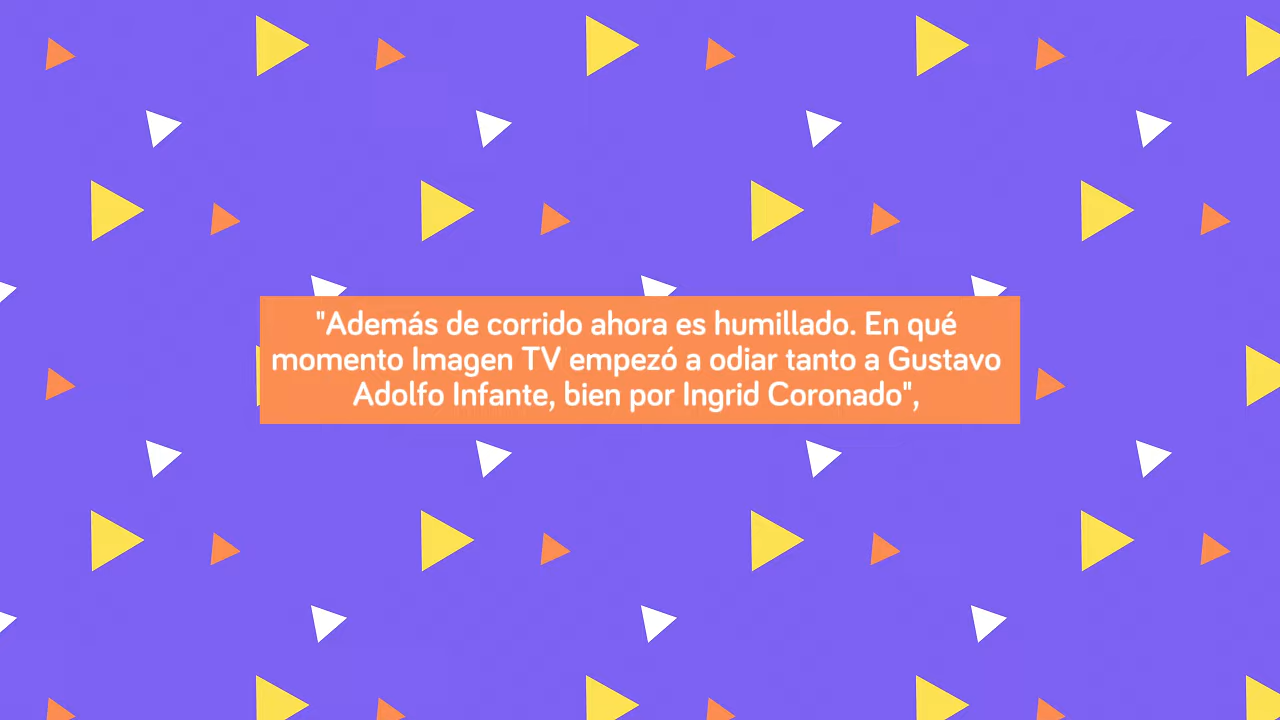 "Además de corrido ahora es humillado. En qué
momento Imagen TV empezó a odiar tanto a Gustavo
Adolfo Infante, bien por Ingrid Coronado",